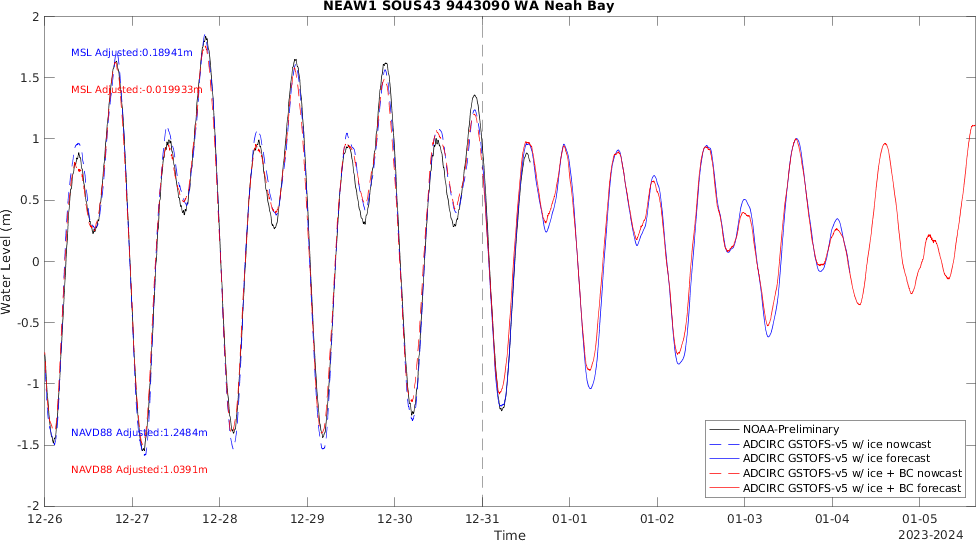 NEAW1 SOUS43 9443090 WA Neah Bay
2
1.5
1
0.5
0
-0.5
-1
-1.5
-2
Water Level (m)
MSL Adjusted:0.18941m
MSL Adjusted:-0.019933m
NAVD88 Adjusted:1.2484m
NAVD88 Adjusted:1.0391m
NOAA-Preliminary
ADCIRC GSTOFS-v5 w/ ice nowcast
ADCIRC GSTOFS-v5 w/ ice forecast
ADCIRC GSTOFS-v5 w/ ice + BC nowcast
ADCIRC GSTOFS-v5 w/ ice + BC forecast
12-26 12-27 12-28 12-29 12-30 12-31 01-01 01-02 01-03 01-04 01-05
Time
2023-2024